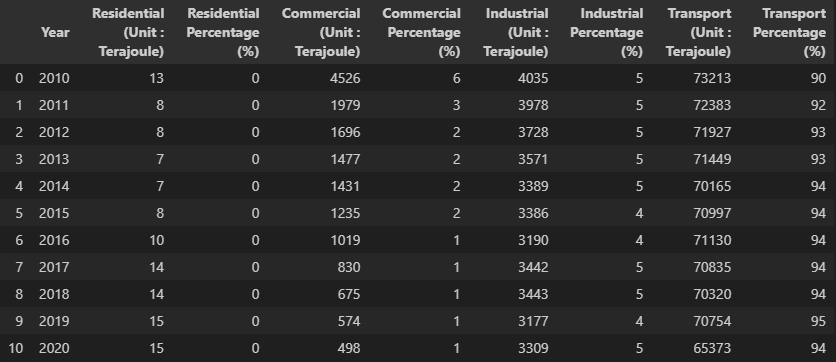 Year Residential (Unit : Terajoule) Residential Percentage (%) Commercial (Unit : Terajoule) Commercial Percentage (%) Industrial (Unit : Terajoule) Industrial Percentage (%) Transport (Unit : Terajoule) Transport Percentage (%)
0 2010 13 0 4526 6 4035 5 73213 90
1 2011 8 0 1979 3 3978 5 72383 92
2 2012 8 0 1696 2 3728 5 71927 93
3 2013 7 0 1477 2 3571 5 71449 93
4 2014 7 0 1431 2 3389 5 70165 94
5 2015 8 0 1235 2 3386 4 70997 94
6 2016 10 0 1019 1 3190 4 71130 94
7 2017 14 0 830 1 3442 5 70835 94
8 2018 14 0 675 1 3443 5 70320 94
9 2019 15 0 574 1 3177 4 70754 95
10 2020 15 0 498 1 3309 5 65373 94